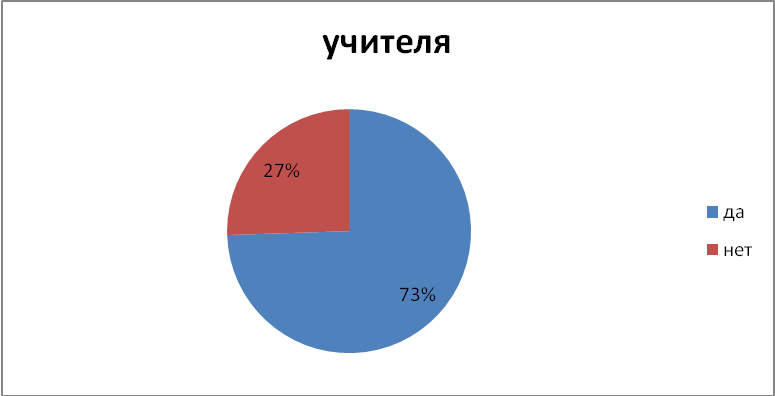 учителя
27%
73%
да
нет